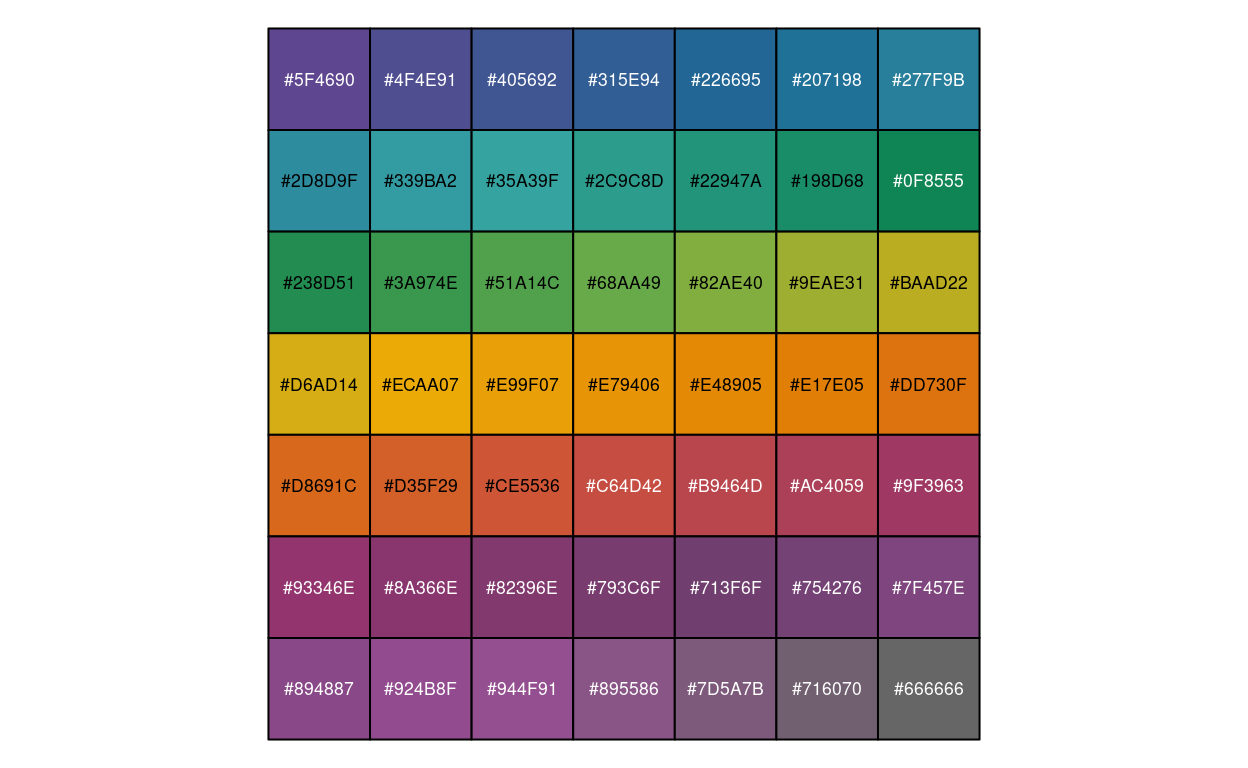 #5F4690 #4F4E91 #405692 #315E94 #226695 #207198 #277F9B
#2D8D9F #339BA2 #35A39F #2C9C8D #22947A #198D68 #0F8555
#238D51 #3A974E #51A14C #68AA49 #82AE40 #9EAE31 #BAAD22
#D6AD14 #ECAA07 #E99F07 #E79406 #E48905 #E17E05 #DD730F
#D8691C #D35F29 #CE5536 #C64D42 #B9464D #AC4059 #9F3963
#93346E #8A366E #82396E #793C6F #713F6F #754276 #7F457E
#894887 #924B8F #944F91 #895586 #7D5A7B #716070 #666666